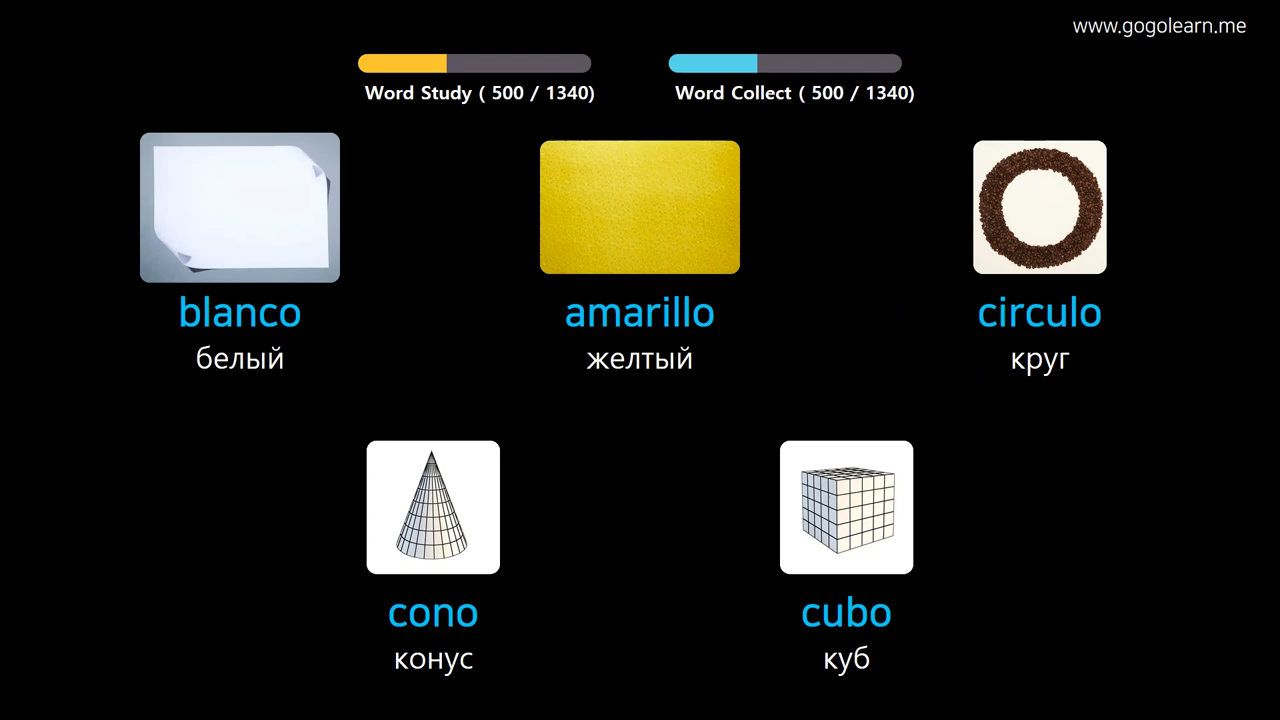 www.gogolearn.me
Word Study ( 500 / 1340)
Word Collect ( 500 / 1340)
blanco
amarillo
circulo
белый
желтый
круг
cono
cubo
конус
куб